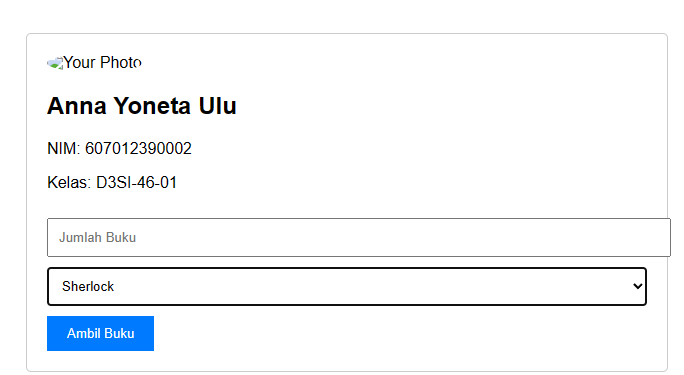 Your Photo
Anna Yoneta Ulu
NIM: 607012390002
Kelas: D3SI-46-01
Jumlah Buku
Sherlock
Ambil Buku